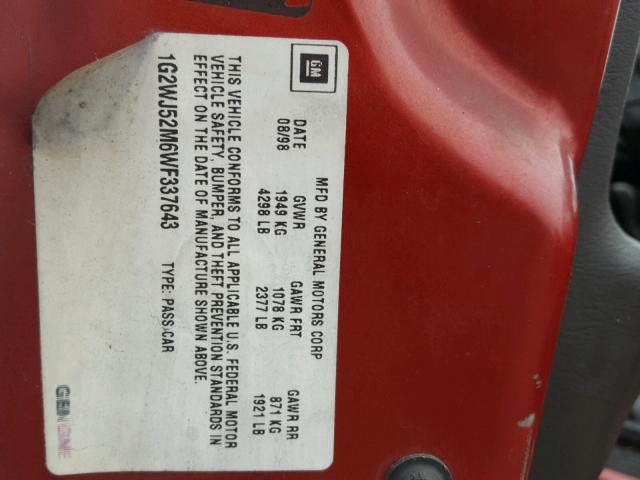 GM
MFD BY GENERAL MOTORS CORP
DATE GVWR GAWR FRT GAWR RR
08/98 1949 KG 1078 KG 871 KG
4298 LB 2377 LB 1921 LB
THIS VEHICLE CONFORMS TO ALL APPLICABLE U.S. FEDERAL MOTOR
VEHICLE SAFETY, BUMPER, AND THEFT PREVENTION STANDARDS IN
EFFECT ON THE DATE OF MANUFACTURE SHOWN ABOVE.
1G2WJ52M6WF337643 TYPE: PASS/CAR